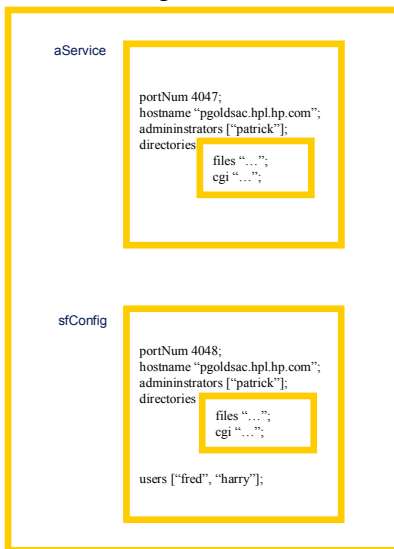 aService
portNum 4047;
hostname “pgoldsac.hpl.hp.com”;
admininstrators [“patrick”];
directories
files “…”;
cgi “…”;
sfConfig
portNum 4048;
hostname “pgoldsac.hpl.hp.com”;
admininstrators [“patrick”];
directories
files “…”;
cgi “…”;
users [“fred”, “harry”];